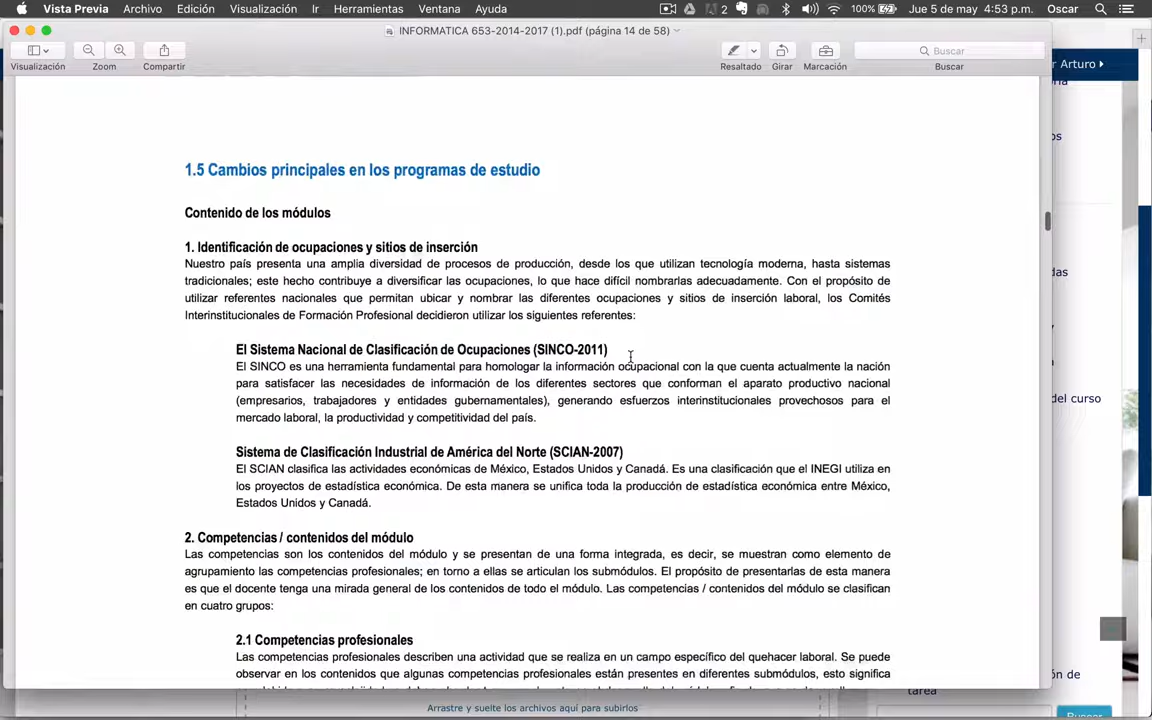 Vista Previa Archivo Edición Visualización Ir Herramientas Ventana Ayuda 2 100% Jue 5 de may 4:53 p.m. Oscar
INFORMATICA 653-2014-2017 (1).pdf (página 14 de 58)
Buscar
Visualización Zoom Compartir Resaltado Girar Marcación Buscar
r Arturo
1.5 Cambios principales en los programas de estudio
Contenido de los módulos
1. Identificación de ocupaciones y sitios de inserción
Nuestro país presenta una amplia diversidad de procesos de producción, desde los que utilizan tecnología moderna, hasta sistemas
tradicionales; este hecho contribuye a diversificar las ocupaciones, lo que hace difícil nombrarlas adecuadamente. Con el propósito de
utilizar referentes nacionales que permitan ubicar y nombrar las diferentes ocupaciones y sitios de inserción laboral, los Comités
Interinstitucionales de Formación Profesional decidieron utilizar los siguientes referentes:
El Sistema Nacional de Clasificación de Ocupaciones (SINCO-2011)
El SINCO es una herramienta fundamental para homologar la información ocupacional con la que cuenta actualmente la nación
para satisfacer las necesidades de información de los diferentes sectores que conforman el aparato productivo nacional
(empresarios, trabajadores y entidades gubernamentales), generando esfuerzos interinstitucionales provechosos para el
mercado laboral, la productividad y competitividad del país.
Sistema de Clasificación Industrial de América del Norte (SCIAN-2007)
El SCIAN clasifica las actividades económicas de México, Estados Unidos y Canadá. Es una clasificación que el INEGI utiliza en
los proyectos de estadística económica. De esta manera se unifica toda la producción de estadística económica entre México,
Estados Unidos y Canadá.
2. Competencias / contenidos del módulo
Las competencias son los contenidos del módulo y se presentan de una forma integrada, es decir, se muestran como elemento de
agrupamiento las competencias profesionales; en torno a ellas se articulan los submódulos. El propósito de presentarlas de esta manera
es que el docente tenga una mirada general de los contenidos de todo el módulo. Las competencias / contenidos del módulo se clasifican
en cuatro grupos:
2.1 Competencias profesionales
Las competencias profesionales describen una actividad que se realiza en un campo específico del quehacer laboral. Se puede
observar en los contenidos que algunas competencias profesionales están presentes en diferentes submódulos, esto significa
os
das
del curso
ón de
tarea
Buscar
Arrastre y suelte los archivos aquí para subirlos